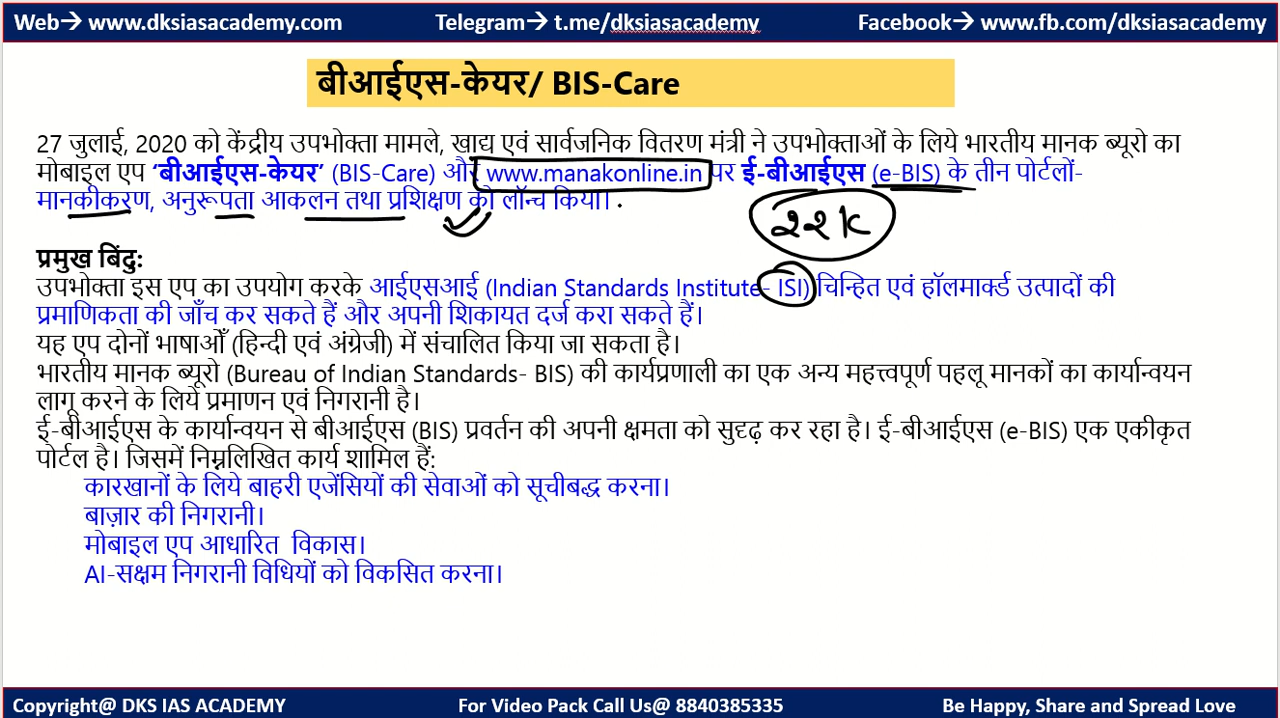 Web→ www.dksiasacademy.com Telegram→ t.me/dksiasacademy Facebook→ www.fb.com/dksiasacademy
बीआईएस-केयर/ BIS-Care
27 जुलाई, 2020 को केंद्रीय उपभोक्ता मामले, खाद्य एवं सार्वजनिक वितरण मंत्री ने उपभोक्ताओं के लिये भारतीय मानक ब्यूरो का
मोबाइल एप ‘बीआईएस-केयर’ (BIS-Care) और www.manakonline.in पर ई-बीआईएस (e-BIS) के तीन पोर्टलों-
मानकीकरण, अनुरूपता आकलन तथा प्रशिक्षण को लॉन्च किया।
22K
प्रमुख बिंदु:
उपभोक्ता इस एप का उपयोग करके आईएसआई (Indian Standards Institute- ISI) चिन्हित एवं हॉलमार्क्ड उत्पादों की
प्रमाणिकता की जाँच कर सकते हैं और अपनी शिकायत दर्ज करा सकते हैं।
यह एप दोनों भाषाओँ (हिन्दी एवं अंग्रेजी) में संचालित किया जा सकता है।
भारतीय मानक ब्यूरो (Bureau of Indian Standards- BIS) की कार्यप्रणाली का एक अन्य महत्त्वपूर्ण पहलू मानकों का कार्यान्वयन
लागू करने के लिये प्रमाणन एवं निगरानी है।
ई-बीआईएस के कार्यान्वयन से बीआईएस (BIS) प्रवर्तन की अपनी क्षमता को सुदृढ़ कर रहा है। ई-बीआईएस (e-BIS) एक एकीकृत
पोर्टल है। जिसमें निम्नलिखित कार्य शामिल हैं:
कारखानों के लिये बाहरी एजेंसियों की सेवाओं को सूचीबद्ध करना।
बाज़ार की निगरानी।
मोबाइल एप आधारित विकास।
AI-सक्षम निगरानी विधियों को विकसित करना।
Copyright@ DKS IAS ACADEMY For Video Pack Call Us@ 8840385335 Be Happy, Share and Spread Love